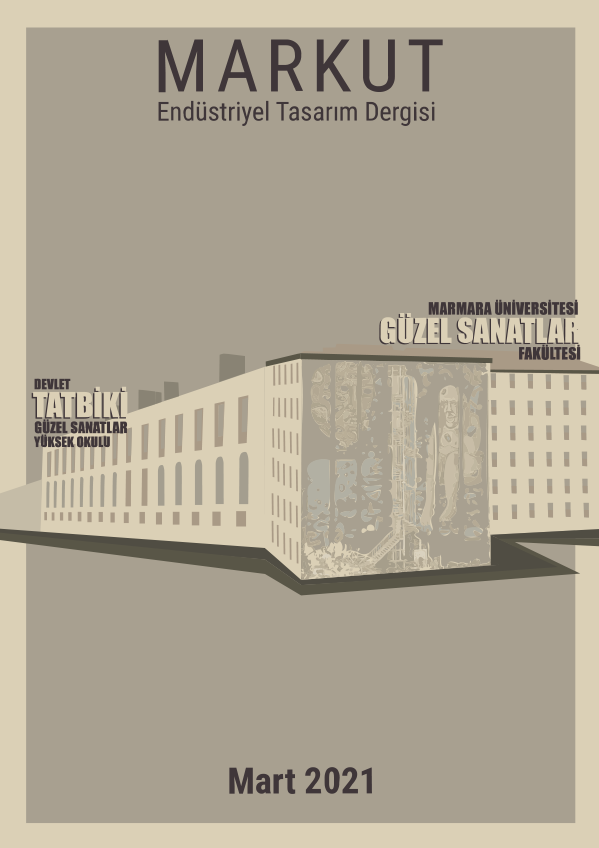 MARKUT
Endüstriyel Tasarım Dergisi
MARMARA ÜNİVERSİTESİ
GÜZEL SANATLAR
FAKÜLTESİ
DEVLET
TATBİKİ
GÜZEL SANATLAR
YÜKSEK OKULU
Mart 2021